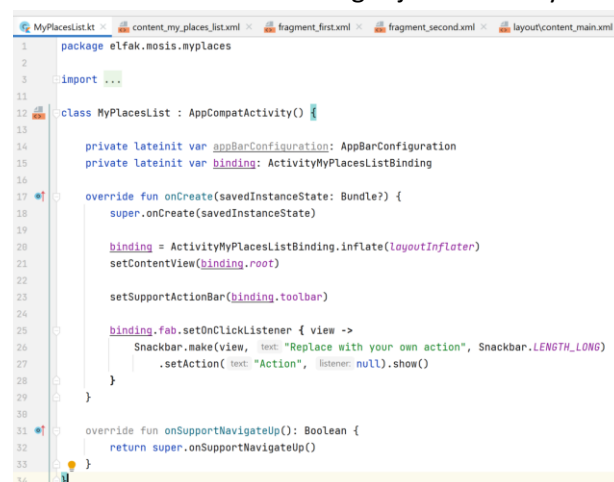 MyPlacesList.kt × content_my_places_list.xml × fragment_first.xml × fragment_second.xml × layout\content_main.xml
1 package elfak.mosis.myplaces
2
3 import ...
11
12 class MyPlacesList : AppCompatActivity() {
13
14 private lateinit var appBarConfiguration: AppBarConfiguration
15 private lateinit var binding: ActivityMyPlacesListBinding
16
17 override fun onCreate(savedInstanceState: Bundle?) {
18 super.onCreate(savedInstanceState)
19
20 binding = ActivityMyPlacesListBinding.inflate(layoutInflater)
21 setContentView(binding.root)
22
23 setSupportActionBar(binding.toolbar)
24
25 binding.fab.setOnClickListener { view ->
26 Snackbar.make(view, text: "Replace with your own action", Snackbar.LENGTH_LONG)
27 .setAction( text: "Action", listener: null).show()
28 }
29 }
30
31 override fun onSupportNavigateUp(): Boolean {
32 return super.onSupportNavigateUp()
33 }
34 }